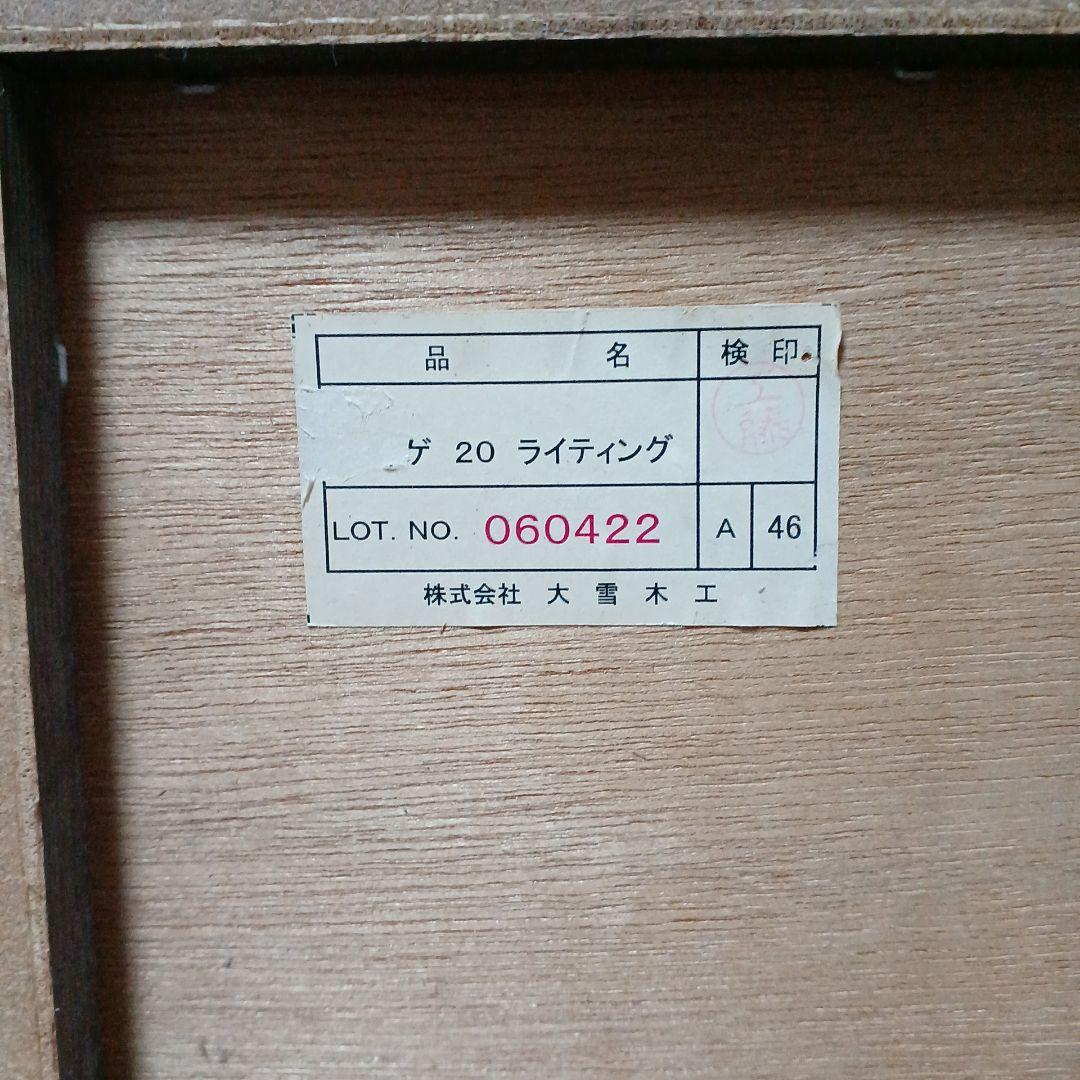 品 名 検 印
ゲ 20 ライティング
LOT. NO. 060422 A 46
株式会社 大 雪 木 工